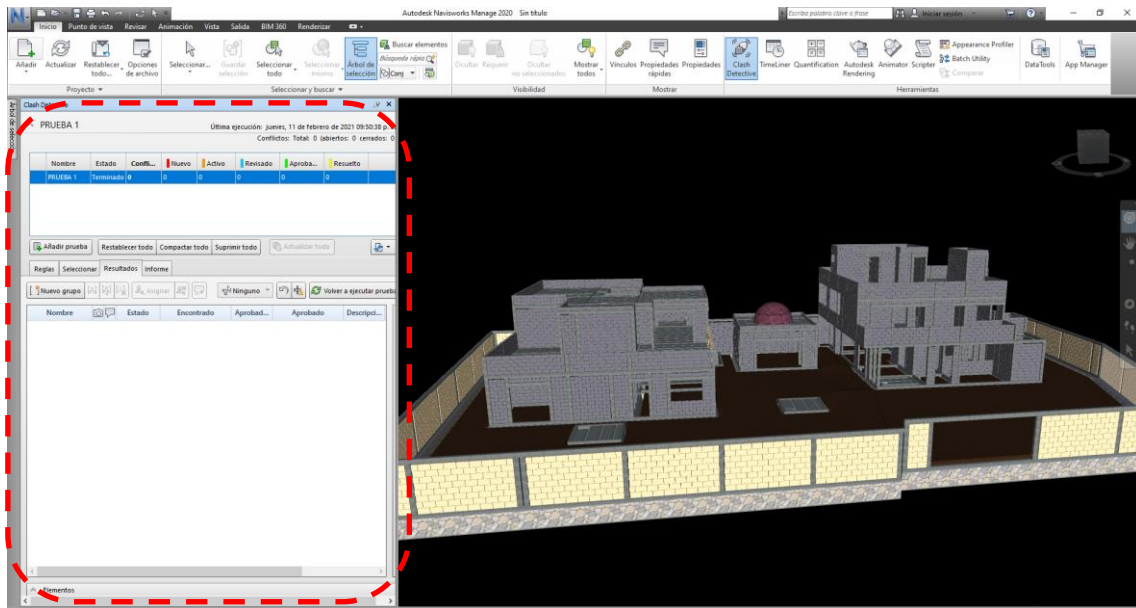 Autodesk Navisworks Manage 2020 Sin título
Escriba palabra clave o frase
Iniciar sesión
Inicio Punto de vista Revisar Animación Vista Salida BIM 360 Renderizar
Añadir Actualizar Restablecer todo... Opciones de archivo
Seleccionar... Guardar selección Seleccionar todo Seleccionar mismo Árbol de selección
Buscar elementos
Búsqueda rápida
Conj
Ocultar Requerir Ocultar no seleccionados Mostrar todos
Vínculos Propiedades rápidas Propiedades
Clash Detective TimeLiner Quantification Autodesk Rendering Animator Scripter
Appearance Profiler
Batch Utility
Comparar
DataTools App Manager
Proyecto Seleccionar y buscar Visibilidad Mostrar Herramientas
Clash Detective
PRUEBA 1
Última ejecución: jueves, 11 de febrero de 2021 09:50:38 p.
Conflictos: Total: 0 (abiertos: 0 cerrados: 0
Nombre Estado Confli... Nuevo Activo Revisado Aproba... Resuelto
PRUEBA 1 Terminado 0 0 0 0 0 0
Añadir prueba Restablecer todo Compactar todo Suprimir todo Actualizar todo
Reglas Seleccionar Resultados Informe
Nuevo grupo Asignar Ninguno Volver a ejecutar prueba
Nombre Estado Encontrado Aprobad... Aprobado Descripci...
Elementos